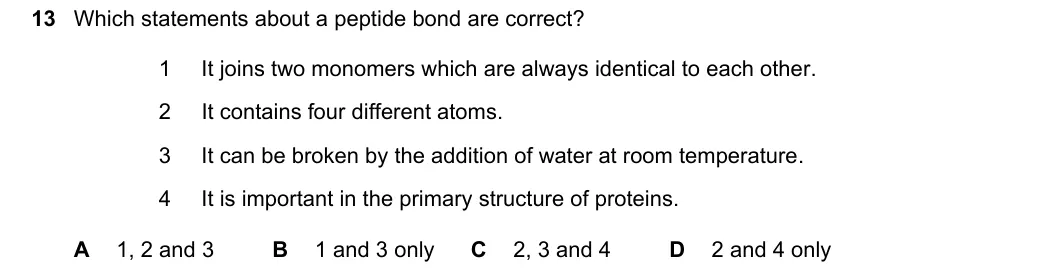 13 Which statements about a peptide bond are correct?
1 It joins two monomers which are always identical to each other.
2 It contains four different atoms.
3 It can be broken by the addition of water at room temperature.
4 It is important in the primary structure of proteins.
A 1, 2 and 3 B 1 and 3 only C 2, 3 and 4 D 2 and 4 only